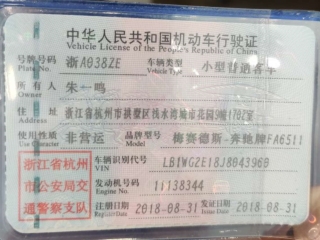 中华人民共和国机动车行驶证
Vehicle License of the People's Republic of China
号牌号码 浙A038ZE 车辆类型 小型普通客车
Plate No. Vehicle Type
所有人 朱一鸣
Owner
住址 浙江省杭州市拱墅区
Address
使用性质 非营运 品牌型号 梅赛德斯-奔驰牌FA6511
Use Character Model
浙江省杭州市公安局交通警察支队
车辆识别代号
VIN
发动机号码 11138344
Engine No.
注册日期 2018-08-31 发证日期 2018-08-31
Register Date Issue Date